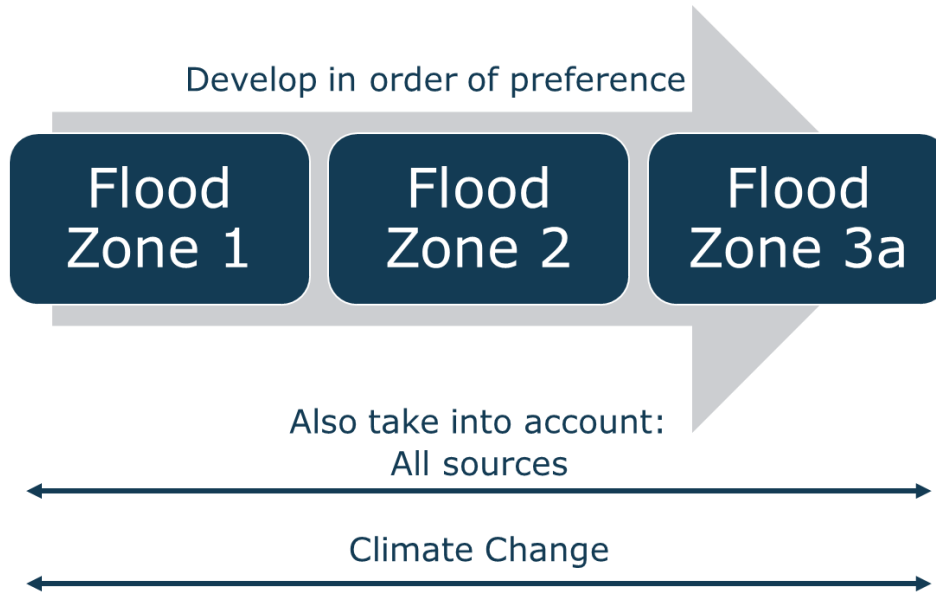 Develop in order of preference
Flood
Zone 1
Flood
Zone 2
Flood
Zone 3a
Also take into account:
All sources
Climate Change